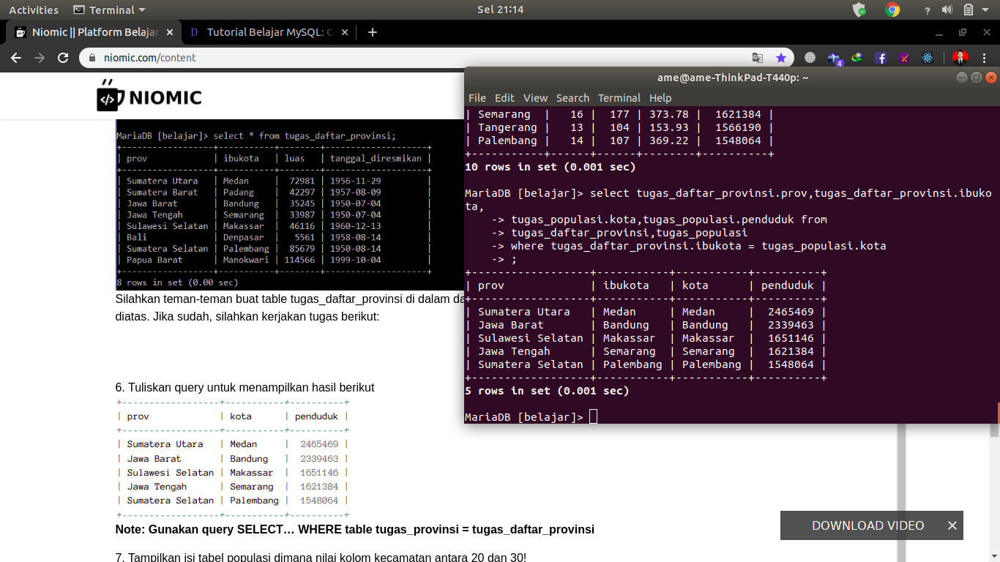 Activities Terminal Sel 21:14 ?
Niomic || Platform Belajar × D Tutorial Belajar MySQL: C × +
niomic.com/content 4
NIOMIC
MariaDB [belajar]> select * from tugas_daftar_provinsi;
+------------------+-----------+--------+--------------------+
| prov | ibukota | luas | tanggal_diresmikan |
+------------------+-----------+--------+--------------------+
| Sumatera Utara | Medan | 72981 | 1956-11-29 |
| Sumatera Barat | Padang | 42297 | 1957-08-09 |
| Jawa Barat | Bandung | 35245 | 1950-07-04 |
| Jawa Tengah | Semarang | 33987 | 1950-07-04 |
| Sulawesi Selatan | Makassar | 46116 | 1960-12-13 |
| Bali | Denpasar | 5561 | 1958-08-14 |
| Sumatera Selatan | Palembang | 85679 | 1950-08-14 |
| Papua Barat | Manokwari | 114566 | 1999-10-04 |
+------------------+-----------+--------+--------------------+
8 rows in set (0.00 sec)
Silahkan teman-teman buat table tugas_daftar_provinsi di dalam da
diatas. Jika sudah, silahkan kerjakan tugas berikut:
6. Tuliskan query untuk menampilkan hasil berikut
+------------------+-----------+----------+
| prov | kota | penduduk |
+------------------+-----------+----------+
| Sumatera Utara | Medan | 2465469 |
| Jawa Barat | Bandung | 2339463 |
| Sulawesi Selatan | Makassar | 1651146 |
| Jawa Tengah | Semarang | 1621384 |
| Sumatera Selatan | Palembang | 1548064 |
+------------------+-----------+----------+
Note: Gunakan query SELECT… WHERE table tugas_provinsi = tugas_daftar_provinsi
7. Tampilkan isi tabel populasi dimana nilai kolom kecamatan antara 20 dan 30!
ame@ame-ThinkPad-T440p: ~
File Edit View Search Terminal Help
| Semarang | 16 | 177 | 373.78 | 1621384 |
| Tangerang | 13 | 104 | 153.93 | 1566190 |
| Palembang | 14 | 107 | 369.22 | 1548064 |
+-----------+------+------+--------+----------+
10 rows in set (0.001 sec)
MariaDB [belajar]> select tugas_daftar_provinsi.prov,tugas_daftar_provinsi.ibuko
ta,
-> tugas_populasi.kota,tugas_populasi.penduduk from
-> tugas_daftar_provinsi,tugas_populasi
-> where tugas_daftar_provinsi.ibukota = tugas_populasi.kota
-> ;
+------------------+-----------+-----------+----------+
| prov | ibukota | kota | penduduk |
+------------------+-----------+-----------+----------+
| Sumatera Utara | Medan | Medan | 2465469 |
| Jawa Barat | Bandung | Bandung | 2339463 |
| Sulawesi Selatan | Makassar | Makassar | 1651146 |
| Jawa Tengah | Semarang | Semarang | 1621384 |
| Sumatera Selatan | Palembang | Palembang | 1548064 |
+------------------+-----------+-----------+----------+
5 rows in set (0.001 sec)
MariaDB [belajar]>
DOWNLOAD VIDEO ×